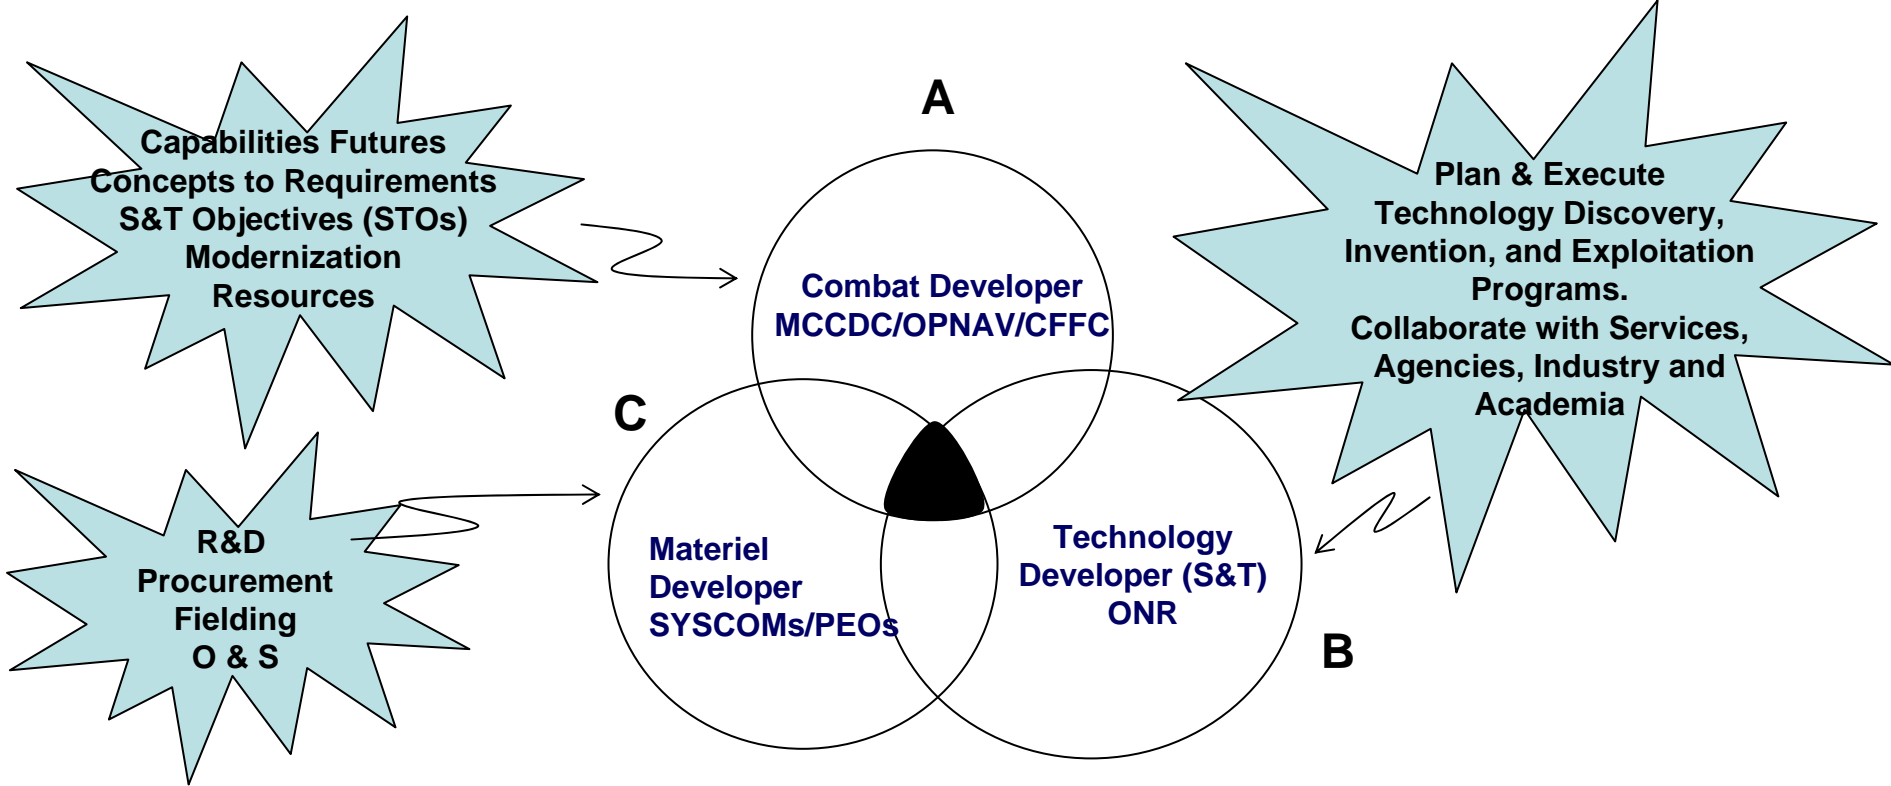 Capabilities Futures
Concepts to Requirements
S&T Objectives (STOs)
Modernization
Resources
A
Combat Developer
MCCDC/OPNAV/CFFC
Plan & Execute
Technology Discovery,
Invention, and Exploitation
Programs.
Collaborate with Services,
Agencies, Industry and
Academia
C
R&D
Procurement
Fielding
O & S
Materiel
Developer
SYSCOMs/PEOs
Technology
Developer (S&T)
ONR
B